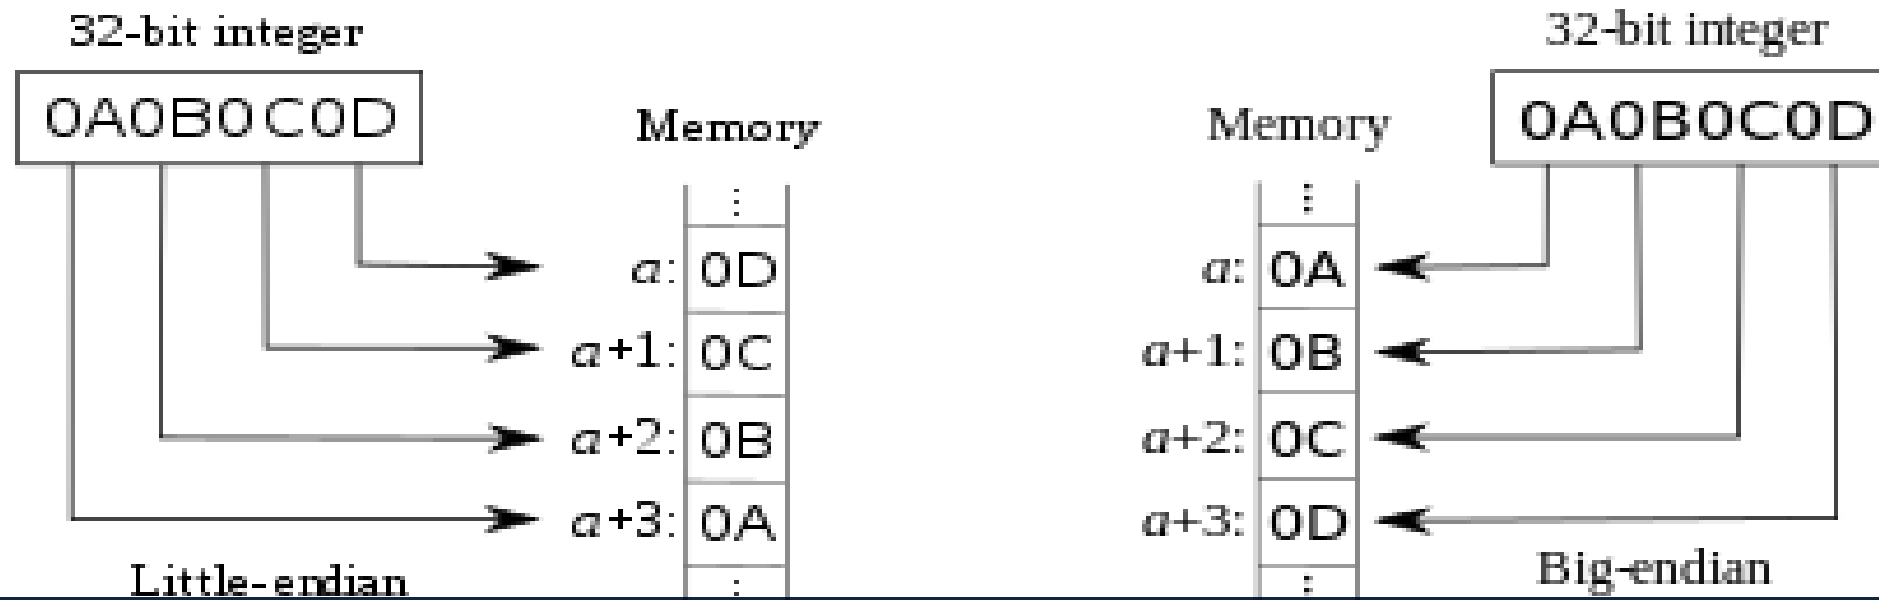 32-bit integer
0A0B0C0D
Memory
⋮
a: 0D
a+1: 0C
a+2: 0B
a+3: 0A
⋮
Little-endian
32-bit integer
0A0B0C0D
Memory
⋮
a: 0A
a+1: 0B
a+2: 0C
a+3: 0D
⋮
Big-endian